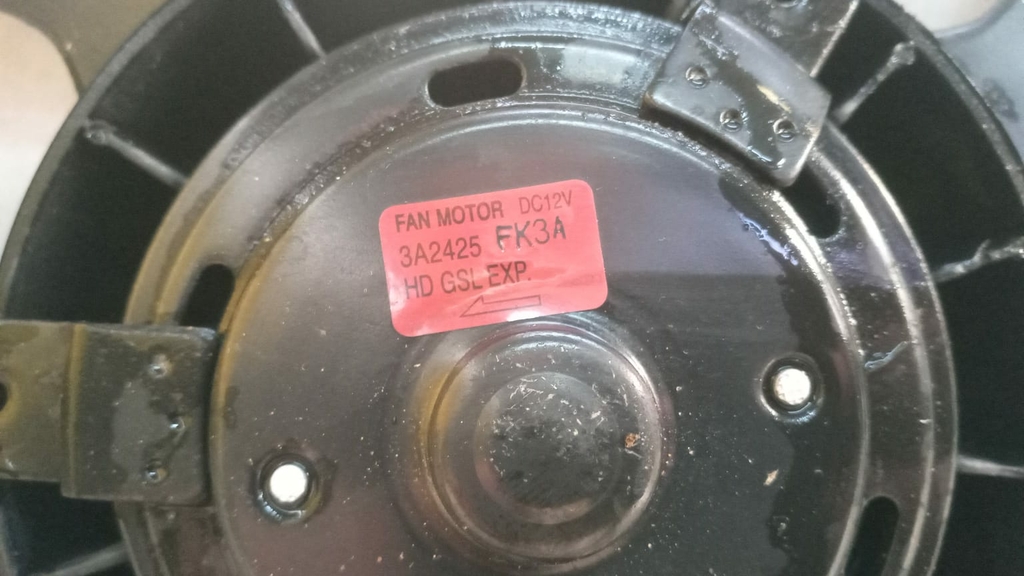 FAN MOTOR DC12V
3A2425 FK3A
HD GSL EXP.